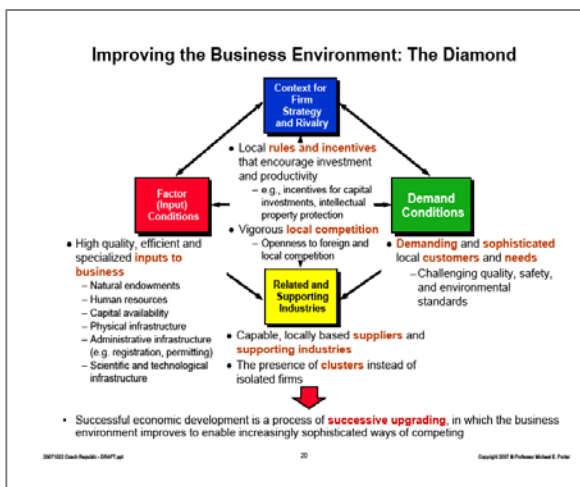 Improving the Business Environment: The Diamond
Context for
Firm
Strategy
and Rivalry
● Local rules and incentives
that encourage investment
and productivity
– e.g., incentives for capital
investments, intellectual
property protection
● Vigorous local competition
– Openness to foreign and
local competition
Factor
(Input)
Conditions
● High quality, efficient and
specialized inputs to
business
– Natural endowments
– Human resources
– Capital availability
– Physical infrastructure
– Administrative infrastructure
(e.g. registration, permitting)
– Scientific and technological
infrastructure
Demand
Conditions
● Demanding and sophisticated
local customers and needs
– Challenging quality, safety,
and environmental
standards
Related and
Supporting
Industries
● Capable, locally based suppliers and
supporting industries
● The presence of clusters instead of
isolated firms
• Successful economic development is a process of successive upgrading, in which the business
environment improves to enable increasingly sophisticated ways of competing
Czech Republic - DRAFT.ppt
20
Copyright 2007 © Professor Michael E. Porter